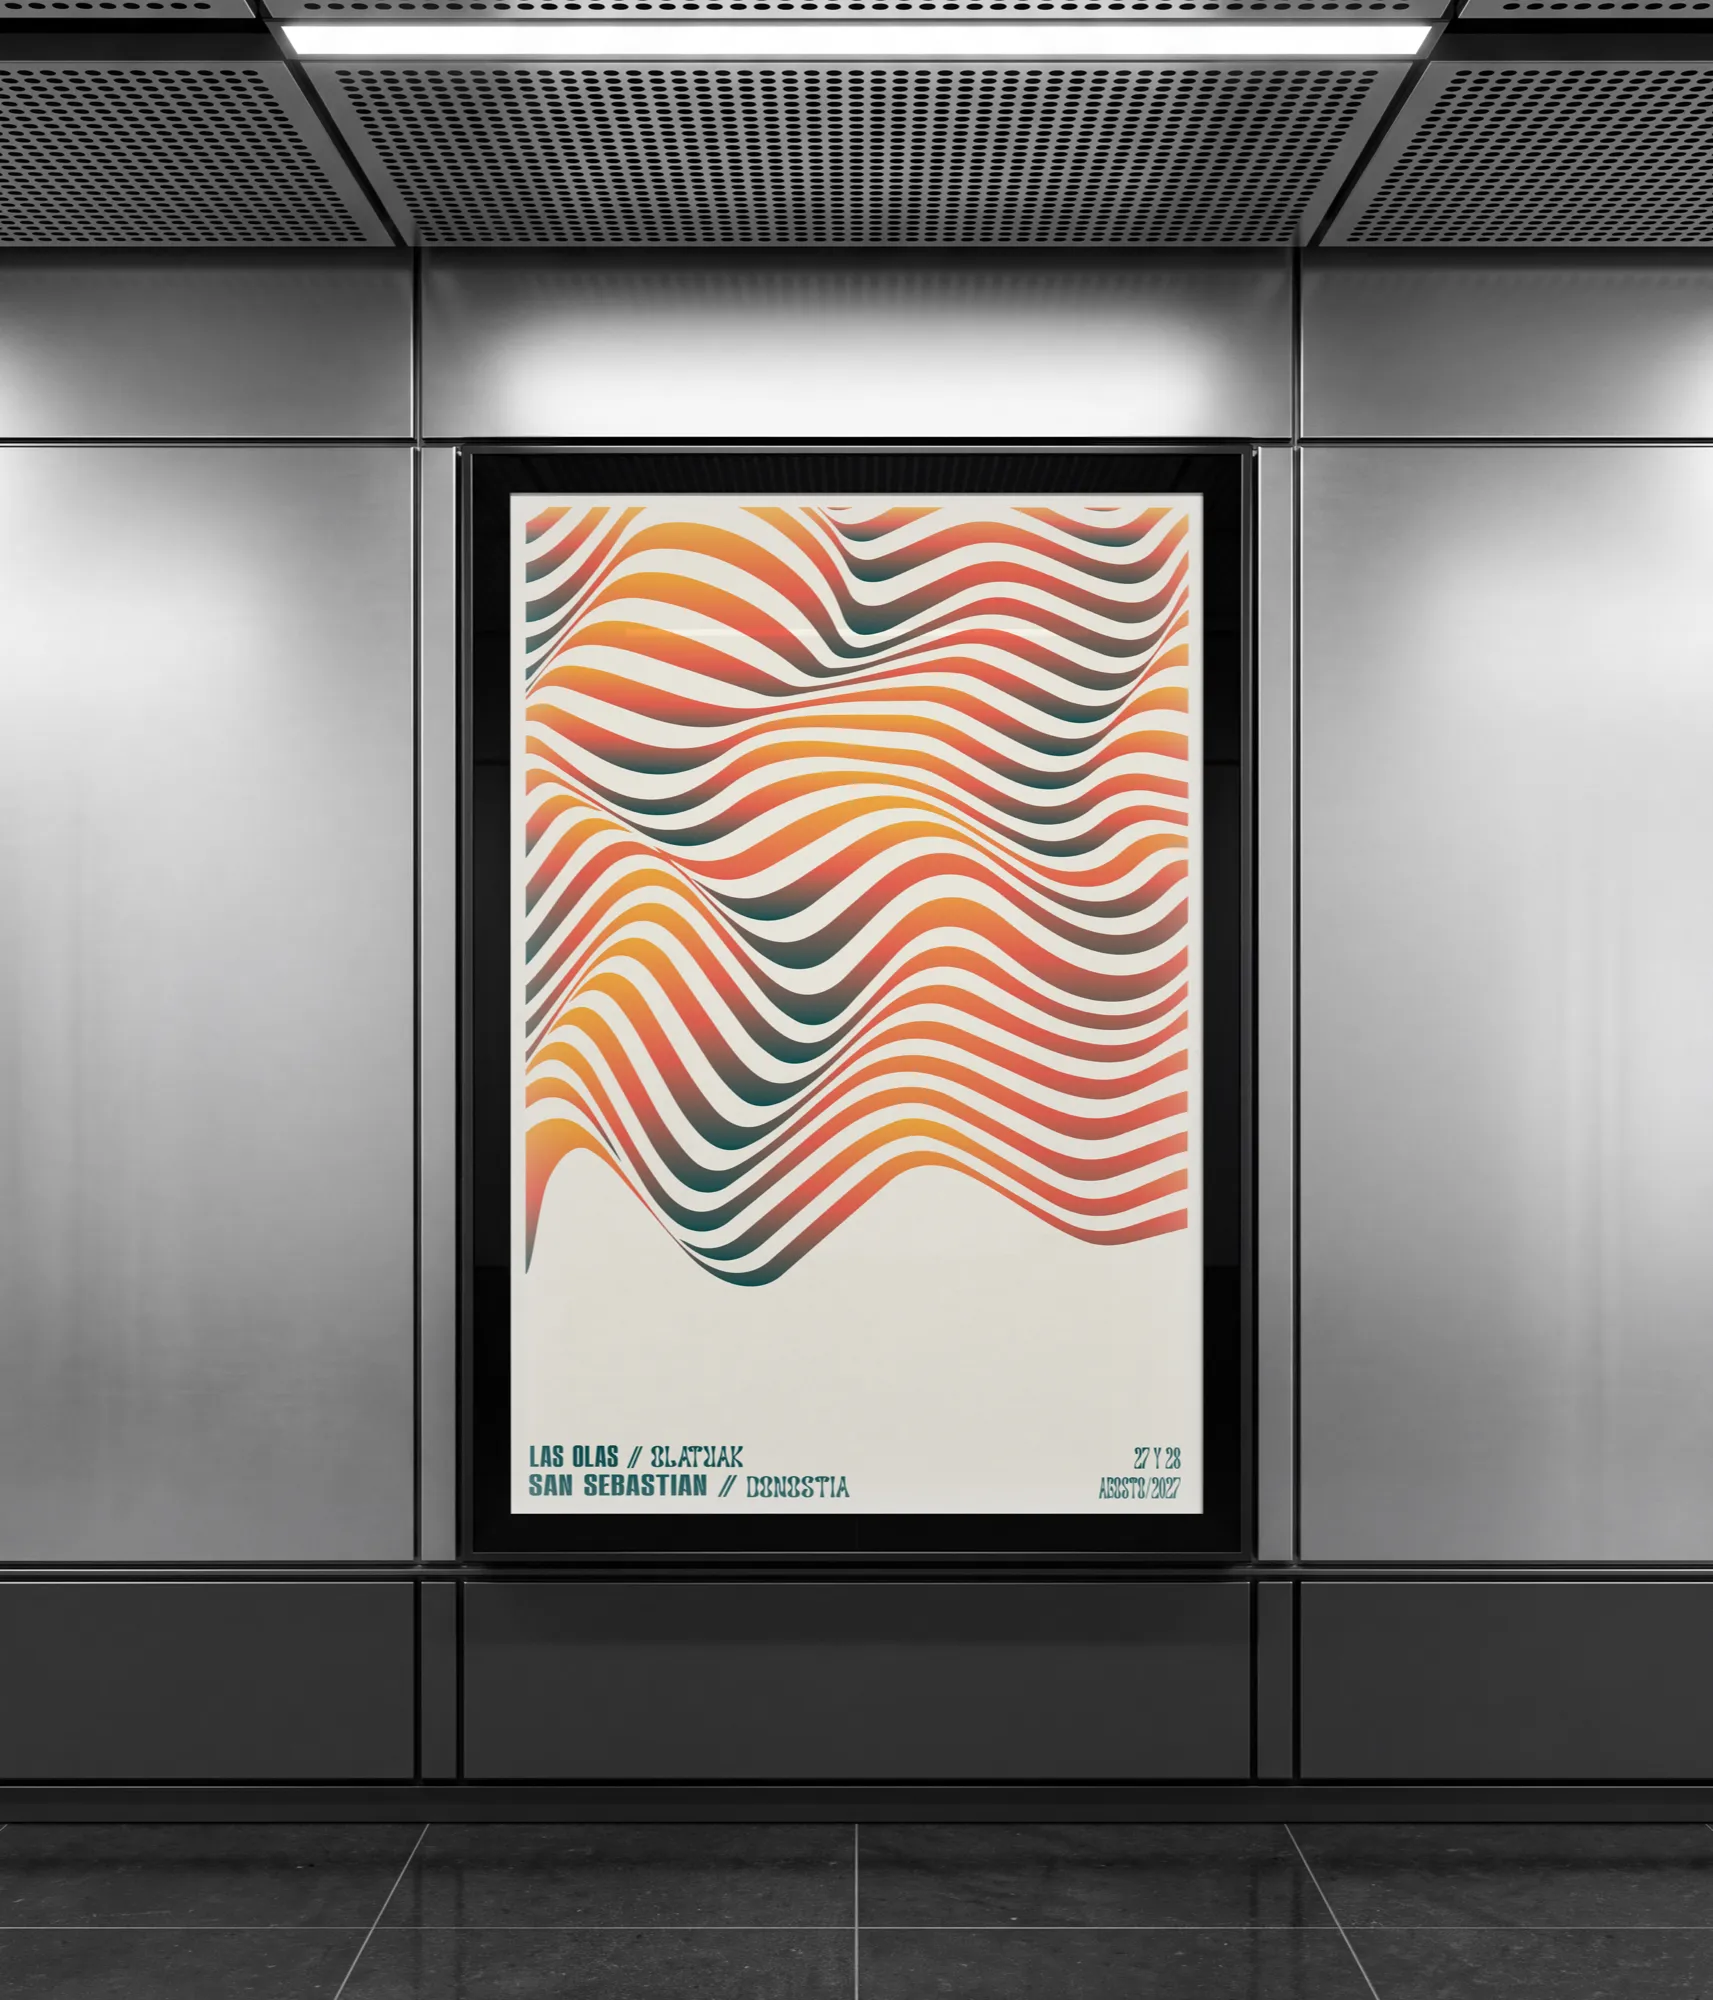 LAS OLAS // OLATUAK
SAN SEBASTIAN // DONOSTIA
27 Y 28
AGOSTO/2027